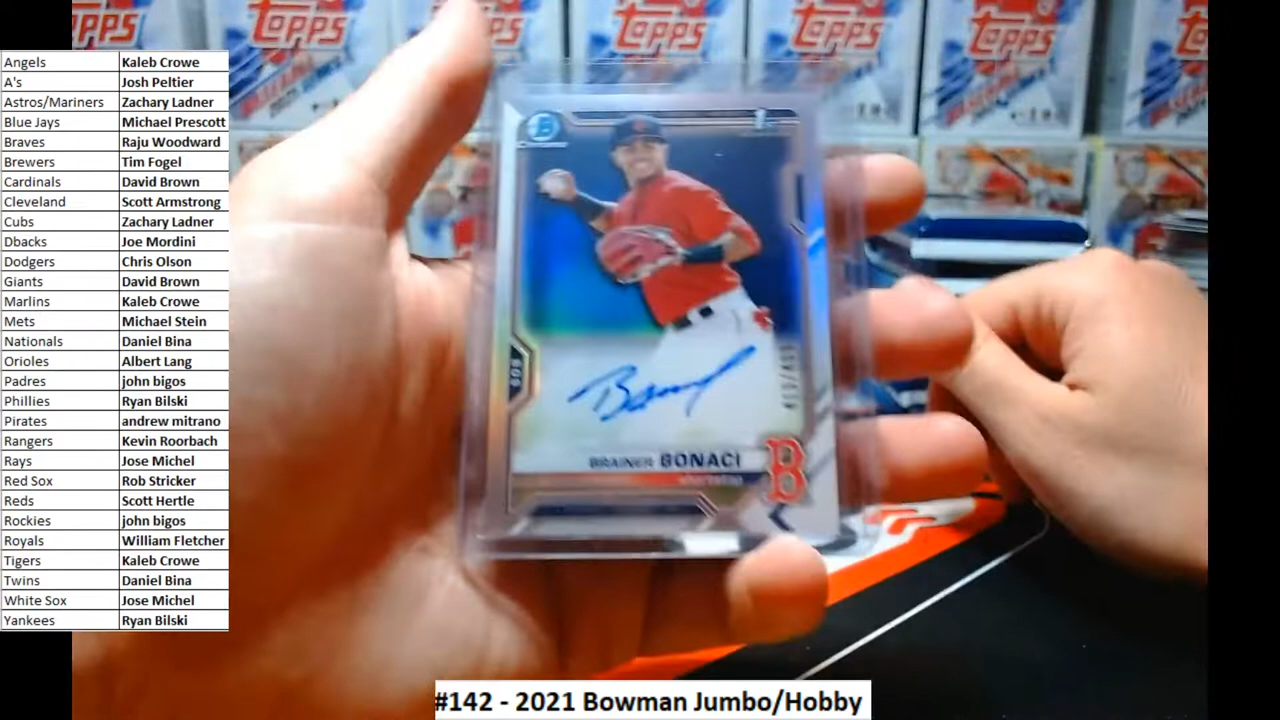 TOPPS TOPPS TOPPS TOPPS
Angels Kaleb Crowe
A's Josh Peltier
Astros/Mariners Zachary Ladner
Blue Jays Michael Prescott
Braves Raju Woodward
Brewers Tim Fogel
Cardinals David Brown
Cleveland Scott Armstrong
Cubs Zachary Ladner
Dbacks Joe Mordini
Dodgers Chris Olson
Giants David Brown
Marlins Kaleb Crowe
Mets Michael Stein
Nationals Daniel Bina
Orioles Albert Lang
Padres john bigos
Phillies Ryan Bilski
Pirates andrew mitrano
Rangers Kevin Roorbach
Rays Jose Michel
Red Sox Rob Stricker
Reds Scott Hertle
Rockies john bigos
Royals William Fletcher
Tigers Kaleb Crowe
Twins Daniel Bina
White Sox Jose Michel
Yankees Ryan Bilski
B
BOS
BRAINER BONACI
B
#142 - 2021 Bowman Jumbo/Hobby